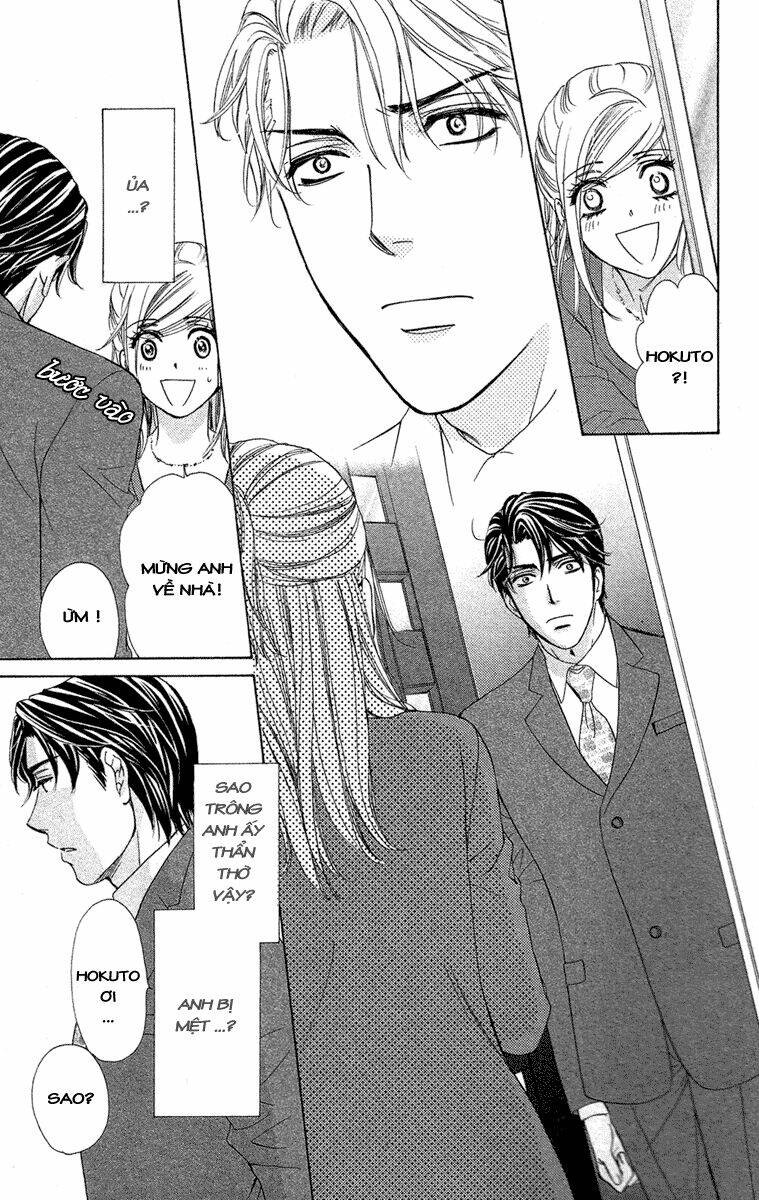 HOKUTO
?!
ỦA
...?
bước vào
MỪNG ANH
VỀ NHÀ!
ỪM !
SAO
TRÔNG
ANH ẤY
THẨN
THỜ
VẬY?
ANH BỊ
MỆT ...?
HOKUTO
ƠI
...
SAO?